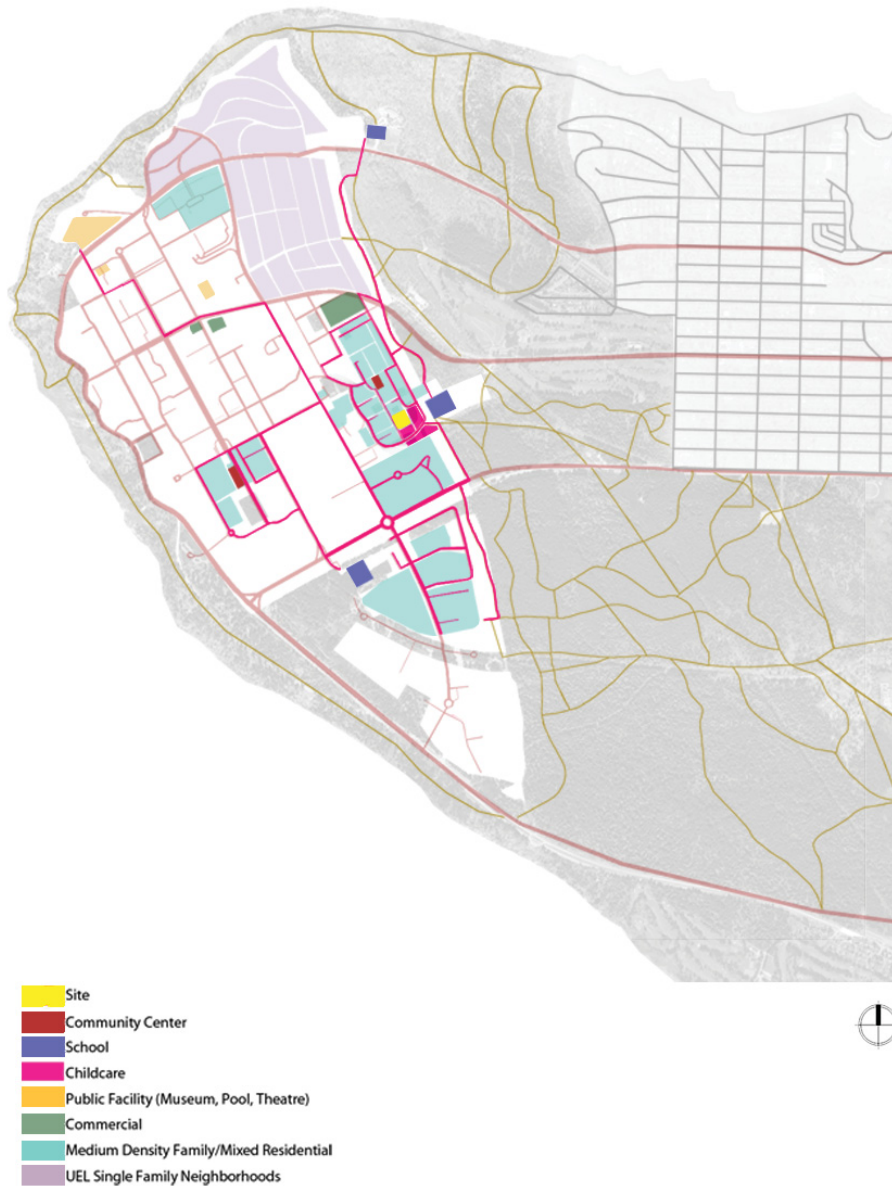 Site
Community Center
School
Childcare
Public Facility (Museum, Pool, Theatre)
Commercial
Medium Density Family/Mixed Residential
UEL Single Family Neighborhoods